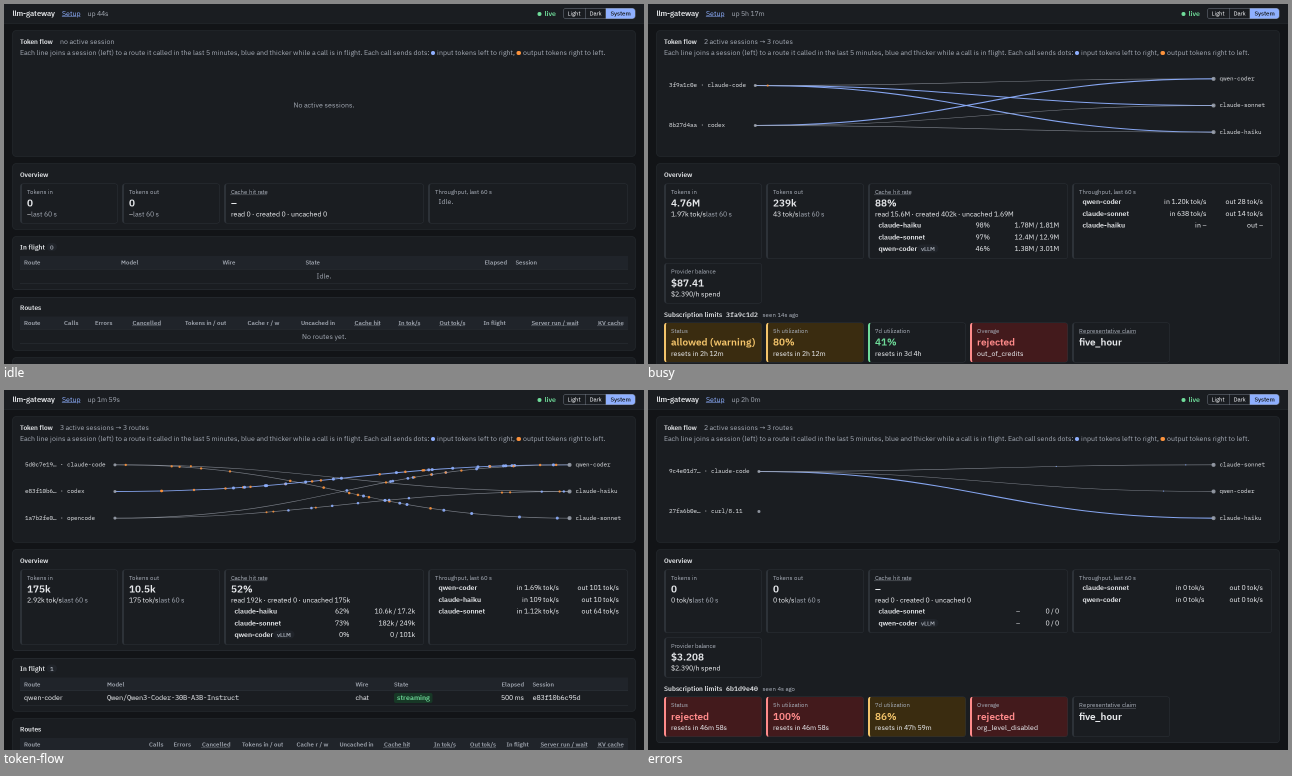 llm-gateway Setup up 44s ● live Light Dark System
Token flow no active session
Each line joins a session (left) to a route it called in the last 5 minutes, blue and thicker while a call is in flight. Each call sends dots: ● input tokens left to right, ● output tokens right to left.
No active sessions.
Overview
Tokens in
0
–last 60 s
Tokens out
0
–last 60 s
Cache hit rate
–
read 0 · created 0 · uncached 0
Throughput, last 60 s
Idle.
In flight 0
Route Model Wire State Elapsed Session
Idle.
Routes
Route Calls Errors Cancelled Tokens in / out Cache r / w Uncached in Cache hit In tok/s Out tok/s In flight Server run / wait KV cache
No routes yet.
idle
llm-gateway Setup up 5h 17m ● live Light Dark System
Token flow 2 active sessions → 3 routes
Each line joins a session (left) to a route it called in the last 5 minutes, blue and thicker while a call is in flight. Each call sends dots: ● input tokens left to right, ● output tokens right to left.
3f9a1c0e · claude-code
8b27d4aa · codex
qwen-coder
claude-sonnet
claude-haiku
Overview
Tokens in
4.76M
1.97k tok/slast 60 s
Tokens out
239k
43 tok/slast 60 s
Cache hit rate
88%
read 15.6M · created 402k · uncached 1.69M
claude-haiku 98% 1.78M / 1.81M
claude-sonnet 97% 12.4M / 12.9M
qwen-coder vLLM 46% 1.38M / 3.01M
Throughput, last 60 s
qwen-coder in 1.20k tok/s out 28 tok/s
claude-sonnet in 638 tok/s out 14 tok/s
claude-haiku in – out –
Provider balance
$87.41
$2.390/h spend
Subscription limits 3fa9c1d2 seen 14s ago
Status
allowed (warning)
resets in 2h 12m
5h utilization
80%
resets in 2h 12m
7d utilization
41%
resets in 3d 4h
Overage
rejected
out_of_credits
Representative claim
five_hour
busy
llm-gateway Setup up 1m 59s ● live Light Dark System
Token flow 3 active sessions → 3 routes
Each line joins a session (left) to a route it called in the last 5 minutes, blue and thicker while a call is in flight. Each call sends dots: ● input tokens left to right, ● output tokens right to left.
5d0c7e19… · claude-code
e83f10b6… · codex
1a7b2fe0… · opencode
qwen-coder
claude-haiku
claude-sonnet
Overview
Tokens in
175k
2.92k tok/slast 60 s
Tokens out
10.5k
175 tok/slast 60 s
Cache hit rate
52%
read 192k · created 0 · uncached 175k
claude-haiku 62% 10.6k / 17.2k
claude-sonnet 73% 182k / 249k
qwen-coder vLLM 0% 0 / 101k
Throughput, last 60 s
qwen-coder in 1.69k tok/s out 101 tok/s
claude-haiku in 109 tok/s out 10 tok/s
claude-sonnet in 1.12k tok/s out 64 tok/s
In flight 1
Route Model Wire State Elapsed Session
qwen-coder Qwen/Qwen3-Coder-30B-A3B-Instruct chat streaming 500 ms e83f10b6c95d
Routes
Route Calls Errors Cancelled Tokens in / out Cache r / w Uncached in Cache hit In tok/s Out tok/s In flight Server run / wait KV cache
token-flow
llm-gateway Setup up 2h 0m ● live Light Dark System
Token flow 2 active sessions → 3 routes
Each line joins a session (left) to a route it called in the last 5 minutes, blue and thicker while a call is in flight. Each call sends dots: ● input tokens left to right, ● output tokens right to left.
9c4e01d7… · claude-code
27fa6b0e… · curl/8.11
claude-sonnet
qwen-coder
claude-haiku
Overview
Tokens in
0
0 tok/slast 60 s
Tokens out
0
0 tok/slast 60 s
Cache hit rate
–
read 0 · created 0 · uncached 0
claude-sonnet – 0 / 0
qwen-coder vLLM – 0 / 0
Throughput, last 60 s
claude-sonnet in 0 tok/s out 0 tok/s
qwen-coder in 0 tok/s out 0 tok/s
Provider balance
$3.208
$2.390/h spend
Subscription limits 6b1d9e40 seen 4s ago
Status
rejected
resets in 46m 58s
5h utilization
100%
resets in 46m 58s
7d utilization
86%
resets in 47h 59m
Overage
rejected
org_level_disabled
Representative claim
five_hour
errors